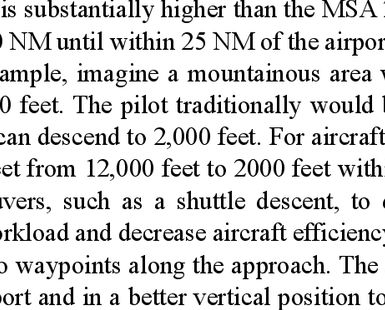 is substantially higher than the MSA
NM until within 25 NM of the airpor
ample, imagine a mountainous area
0 feet. The pilot traditionally would
can descend to 2,000 feet. For aircraft
eet from 12,000 feet to 2000 feet with
vers, such as a shuttle descent, to
orkload and decrease aircraft efficiency
o waypoints along the approach. The
port and in a better vertical position to